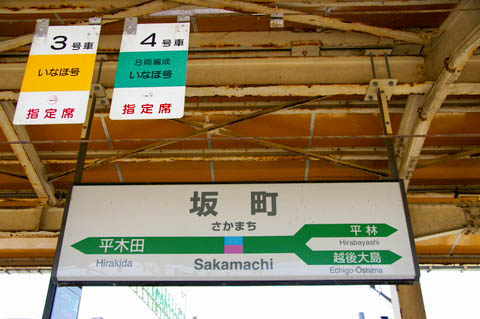 3号車
いなほ号
指定席
4号車
8両編成
いなほ号
指定席
坂町
さかまち
平木田
Hirakida
Sakamachi
平林
Hirabayashi
越後大島
Echigo-Ōshima